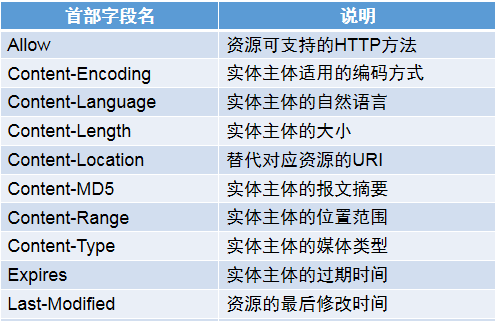 首部字段名 说明
Allow 资源可支持的HTTP方法
Content-Encoding 实体主体适用的编码方式
Content-Language 实体主体的自然语言
Content-Length 实体主体的大小
Content-Location 替代对应资源的URI
Content-MD5 实体主体的报文摘要
Content-Range 实体主体的位置范围
Content-Type 实体主体的媒体类型
Expires 实体主体的过期时间
Last-Modified 资源的最后修改时间